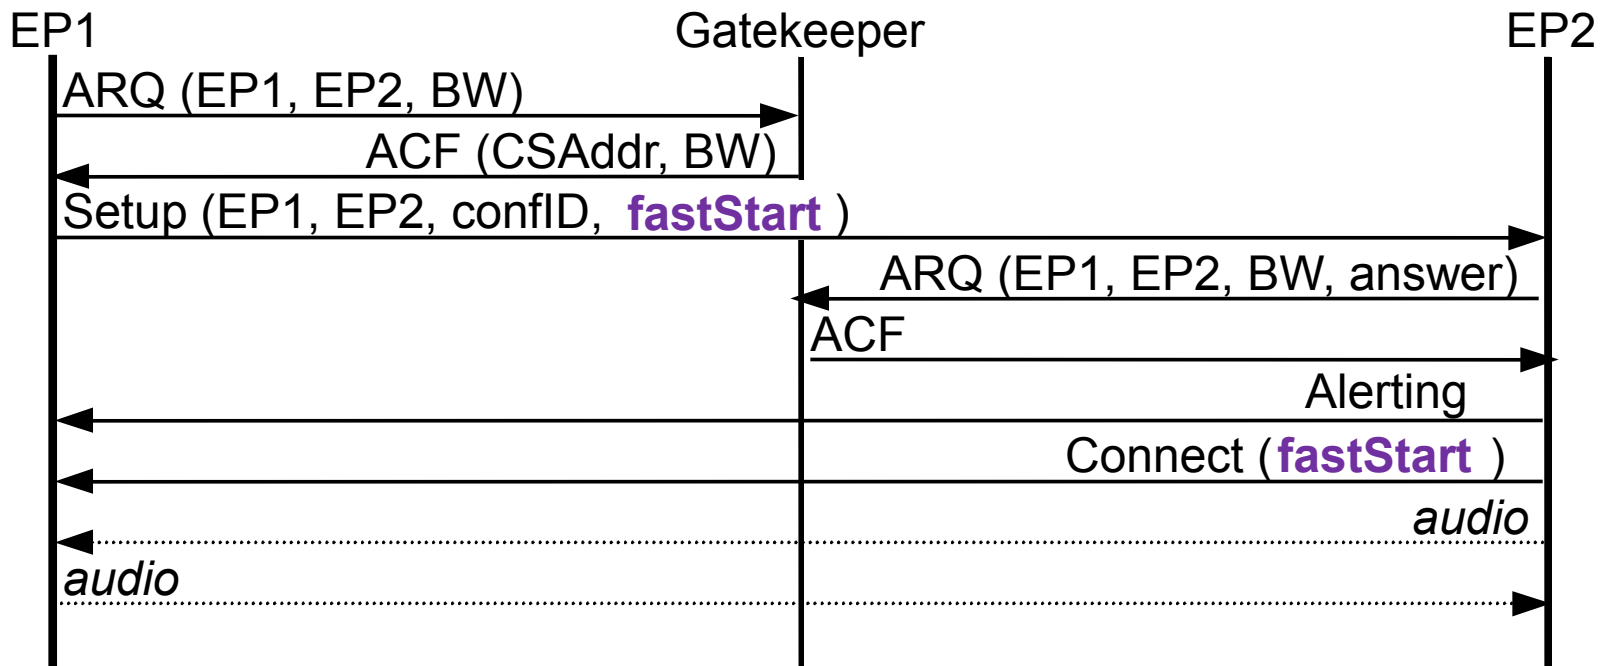 EP1 Gatekeeper EP2
ARQ (EP1, EP2, BW)
ACF (CSAddr, BW)
Setup (EP1, EP2, confID, fastStart )
ARQ (EP1, EP2, BW, answer)
ACF
Alerting
Connect (fastStart )
audio
audio